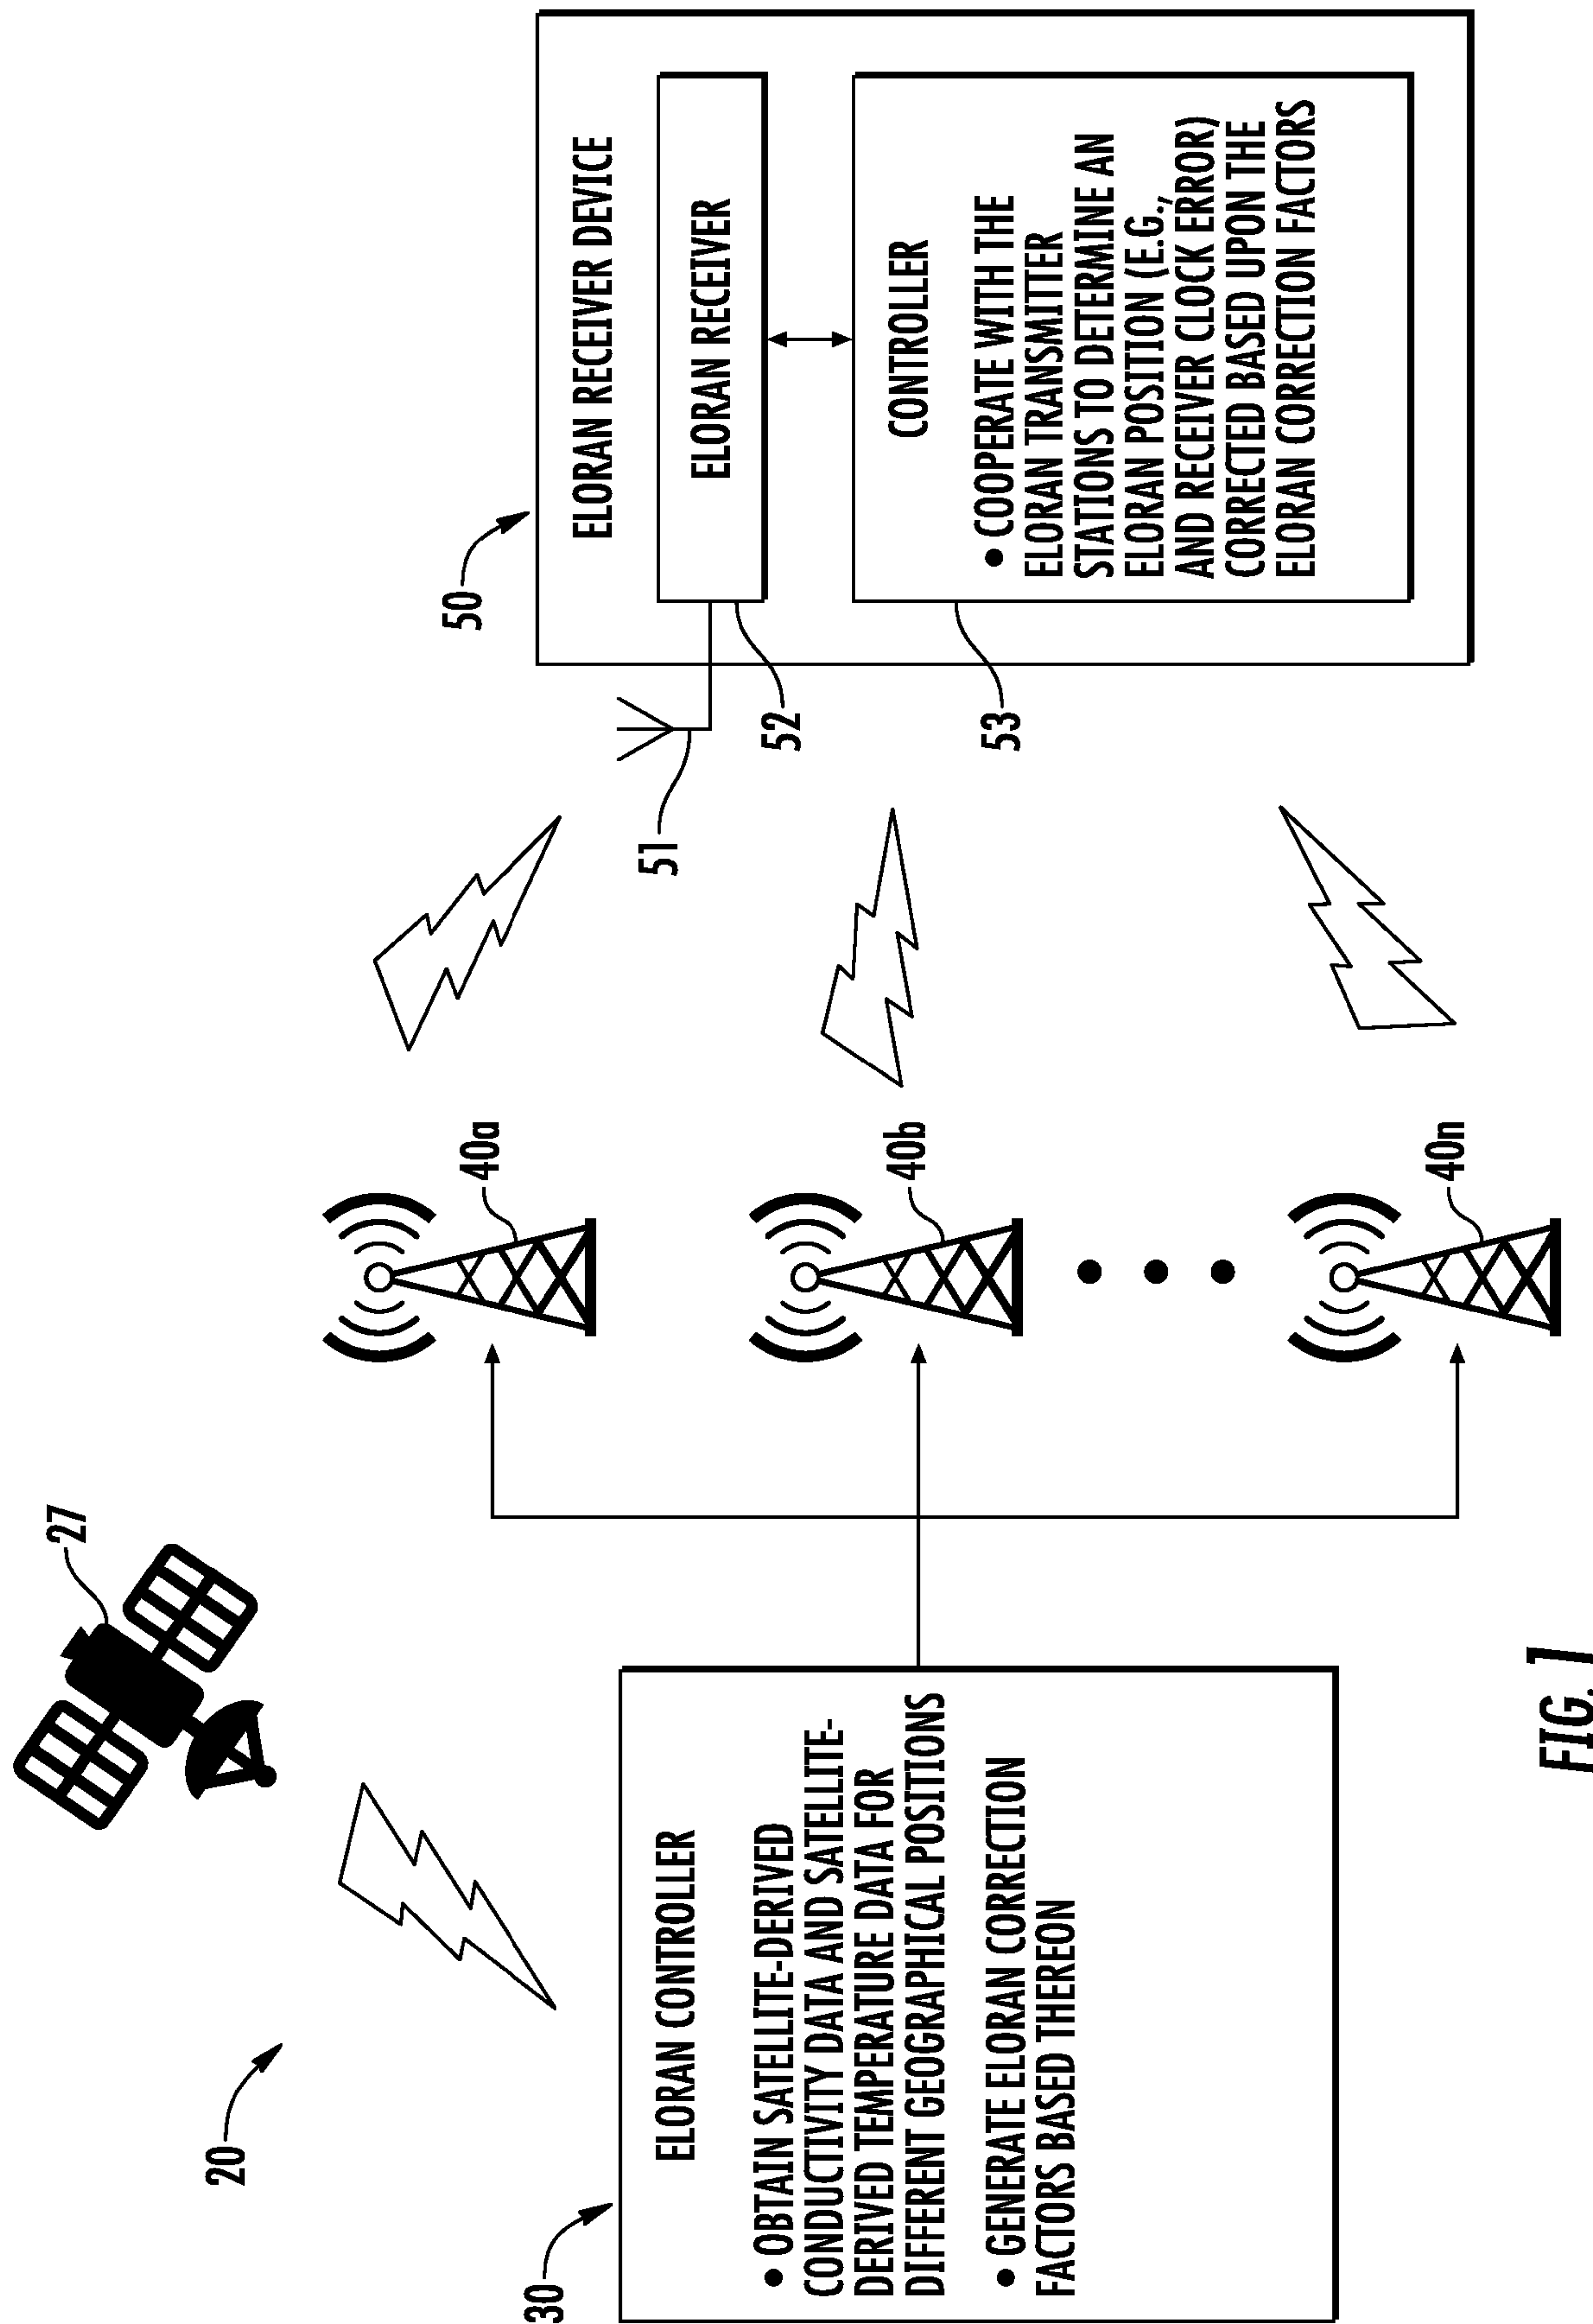 20
27
30
ELORAN CONTROLLER
• OBTAIN SATELLITE-DERIVED
CONDUCTIVITY DATA AND SATELLITE-
DERIVED TEMPERATURE DATA FOR
DIFFERENT GEOGRAPHICAL POSITIONS
• GENERATE ELORAN CORRECTION
FACTORS BASED THEREON
40a
40b
40n
50
51
52
53
ELORAN RECEIVER DEVICE
ELORAN RECEIVER
CONTROLLER
• COOPERATE WITH THE
ELORAN TRANSMITTER
STATIONS TO DETERMINE AN
ELORAN POSITION (E.G.,
AND RECEIVER CLOCK ERROR)
CORRECTED BASED UPON THE
ELORAN CORRECTION FACTORS
FIG. 1